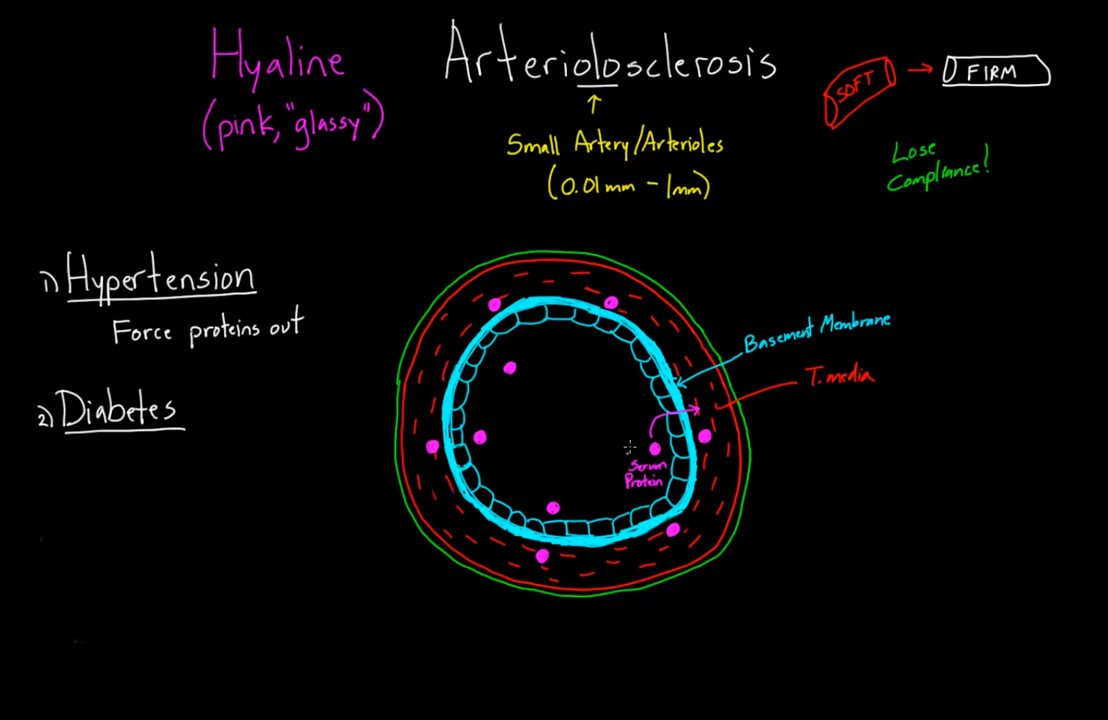 Hyaline
(pink, "glassy")
Arteriolosclerosis
Small Artery/Arterioles
(0.01mm - 1mm)
SOFT → FIRM
Lose
Compliance!
1) Hypertension
Force proteins out
2) Diabetes
Basement Membrane
T. media
Serum
Protein